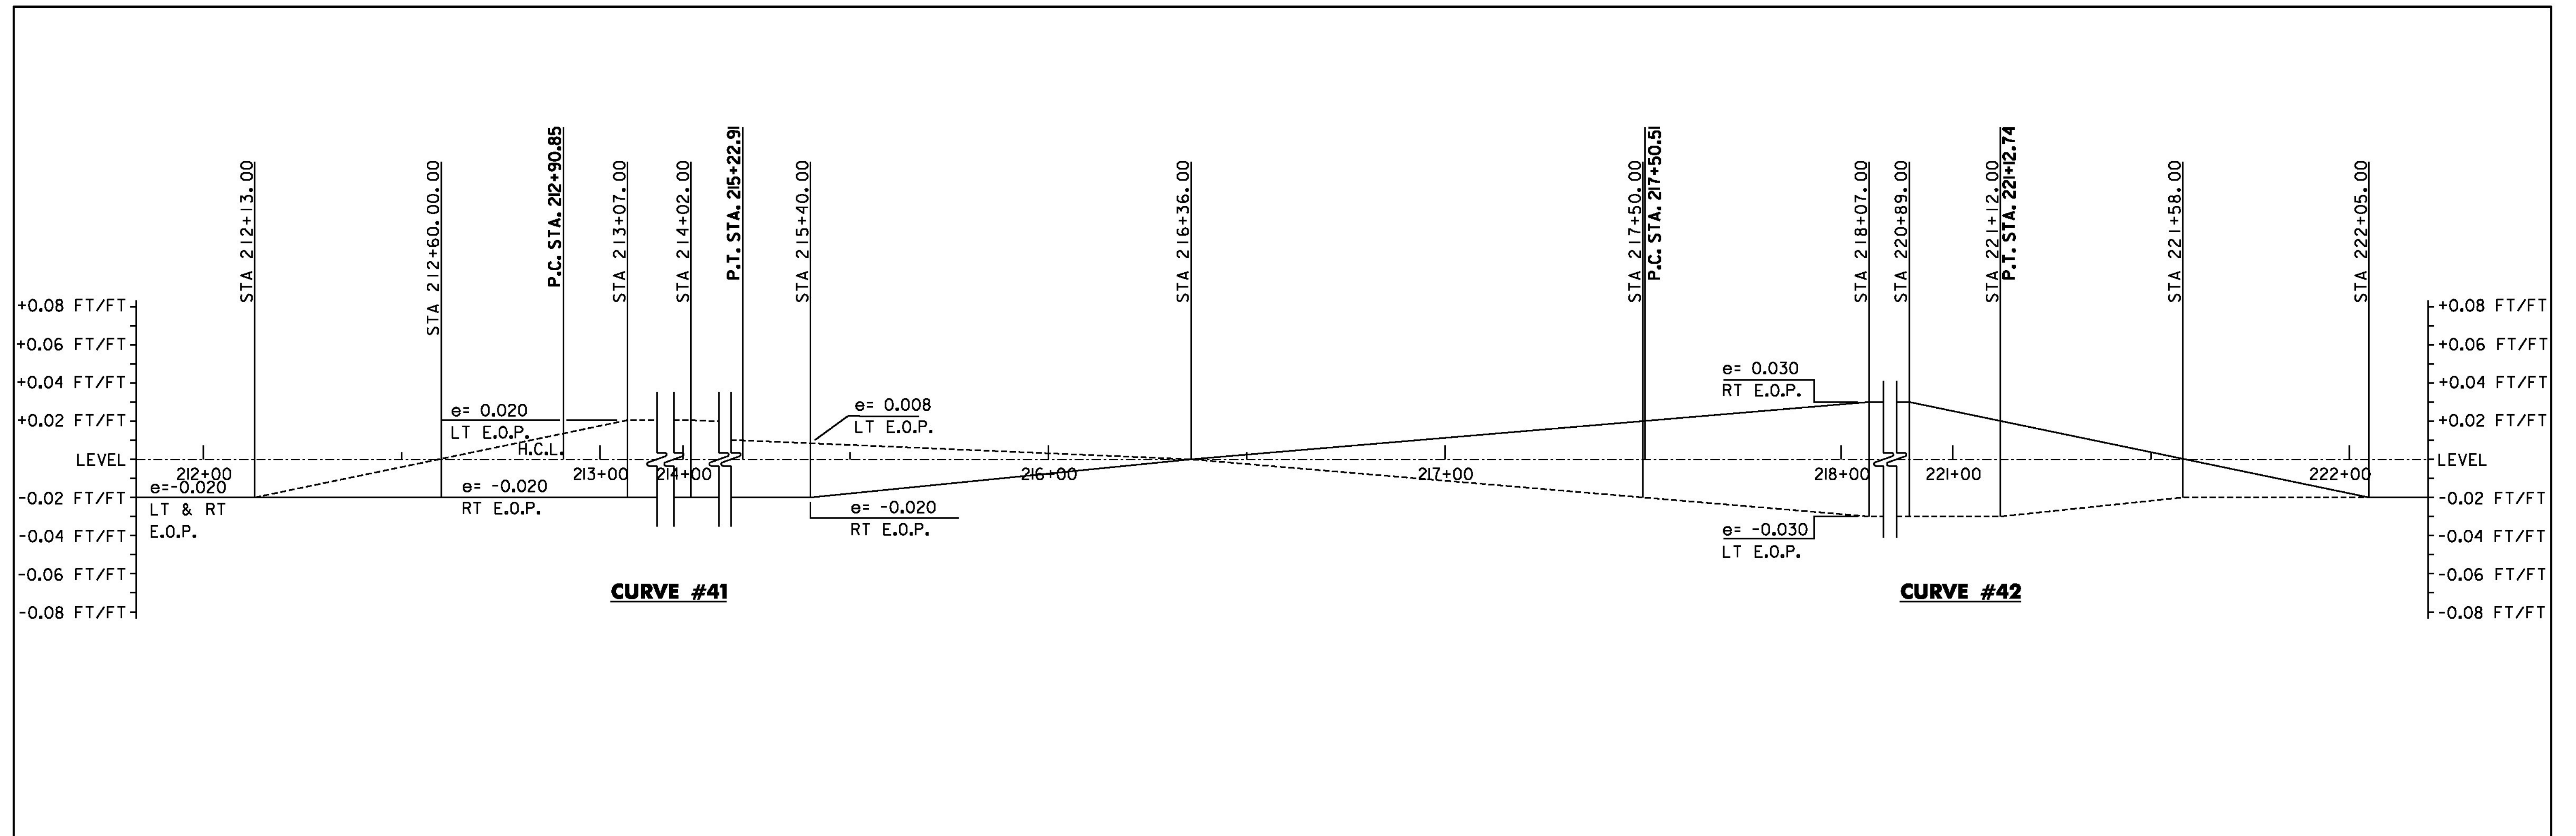 STA 212+13.00
STA 212+60.00.00
P.C. STA. 212+90.85
STA 213+07.00
STA 214+02.00
P.T. STA. 215+22.91
STA 215+40.00
STA 216+36.00
STA 217+50.00
P.C. STA. 217+50.51
STA 218+07.00
STA 220+89.00
STA 221+12.00
P.T. STA. 221+12.74
STA 221+58.00
STA 222+05.00
+0.08 FT/FT
+0.06 FT/FT
+0.04 FT/FT
+0.02 FT/FT
LEVEL
-0.02 FT/FT
-0.04 FT/FT
-0.06 FT/FT
-0.08 FT/FT
e=-0.020
LT & RT
E.O.P.
e= 0.020
LT E.O.P.
H.C.L.
e= -0.020
RT E.O.P.
e= 0.008
LT E.O.P.
e= -0.020
RT E.O.P.
e= 0.030
RT E.O.P.
e= -0.030
LT E.O.P.
212+00
213+00
214+00
216+00
217+00
218+00
221+00
222+00
CURVE #41
CURVE #42
+0.08 FT/FT
+0.06 FT/FT
+0.04 FT/FT
+0.02 FT/FT
LEVEL
-0.02 FT/FT
-0.04 FT/FT
-0.06 FT/FT
-0.08 FT/FT